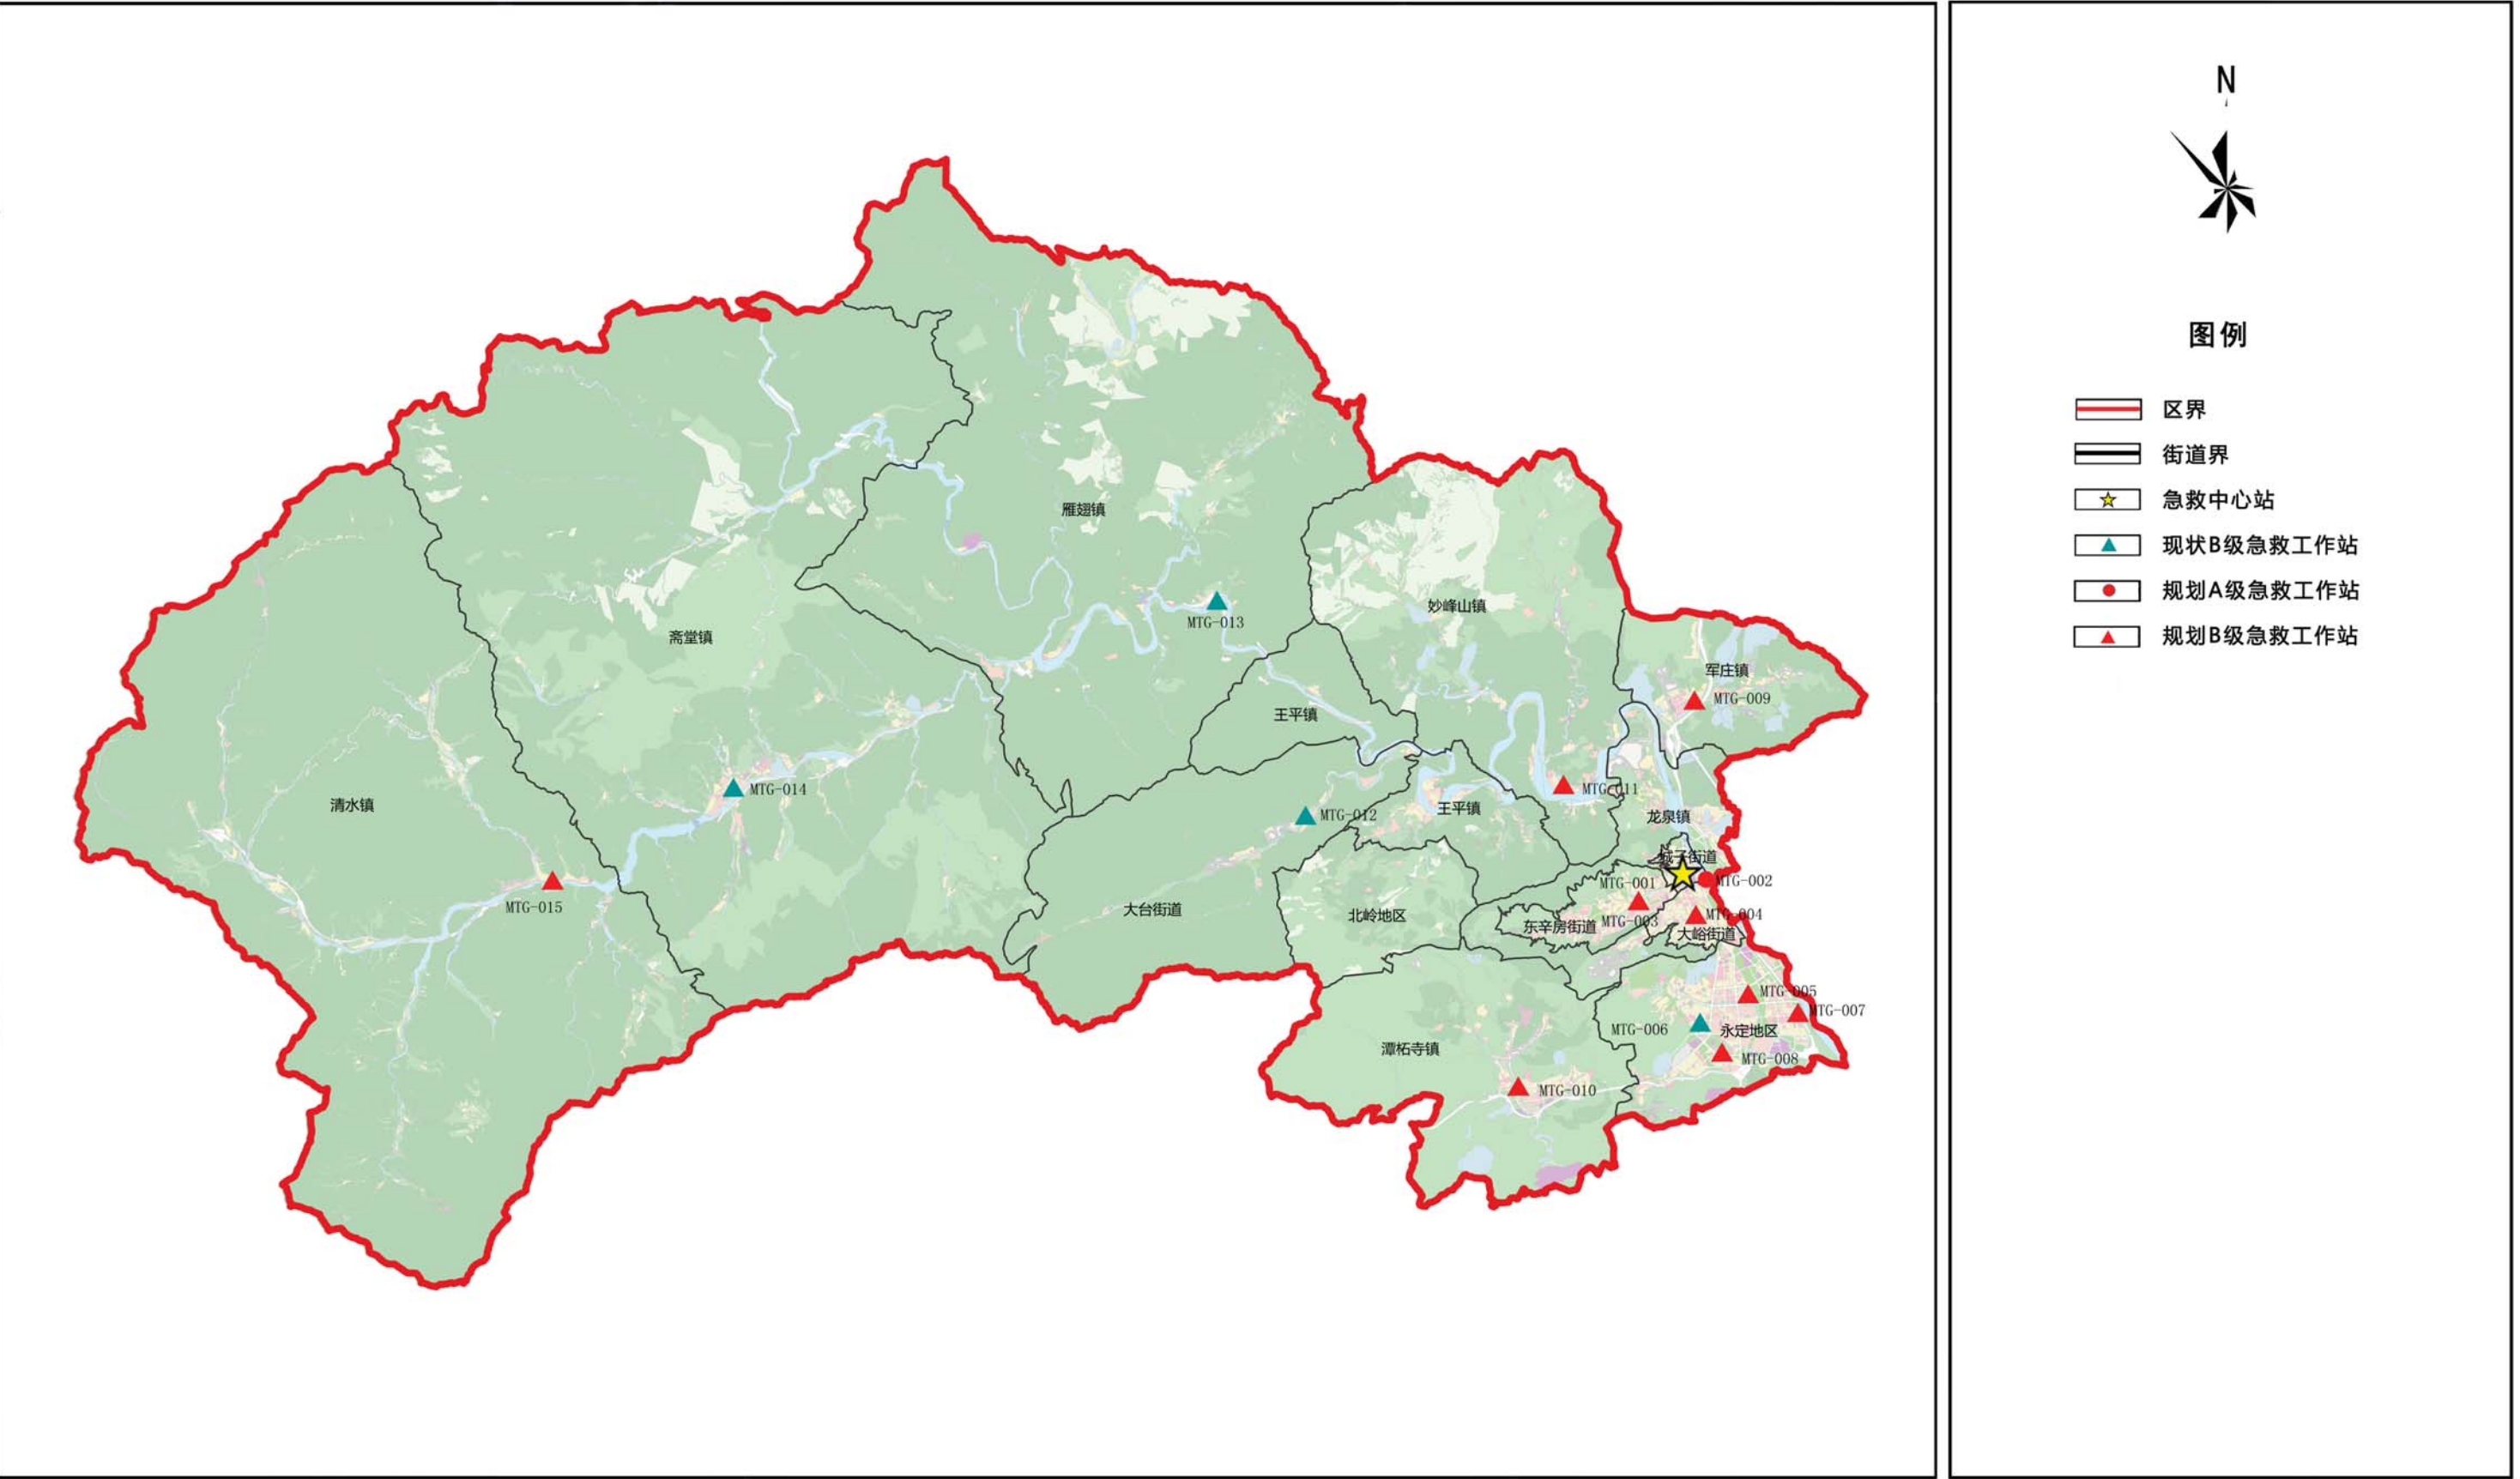 雁翅镇
妙峰山镇
MTG-013
斋堂镇
军庄镇
MTG-009
王平镇
MTG-014
MTG-011
清水镇
王平镇
MTG-012
龙泉镇
城子街道
MTG-001
MTG-002
MTG-015
大台街道
北岭地区
东辛房街道
MTG-003
MTG-004
大峪街道
MTG-005
MTG-007
MTG-006
永定地区
潭柘寺镇
MTG-008
MTG-010
N
图例
区界
街道界
急救中心站
现状B级急救工作站
规划A级急救工作站
规划B级急救工作站